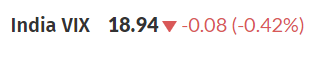 India VIX 18.94 ▼ -0.08 (-0.42%)